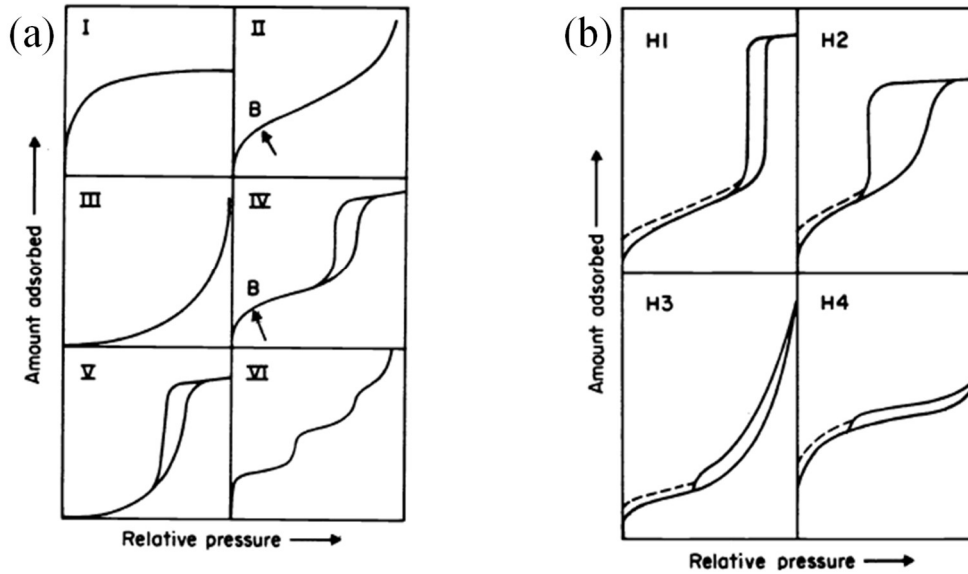 (a)
I
II
B
III
IV
B
V
VI
Amount adsorbed
Relative pressure
(b)
H1
H2
H3
H4
Amount adsorbed
Relative pressure